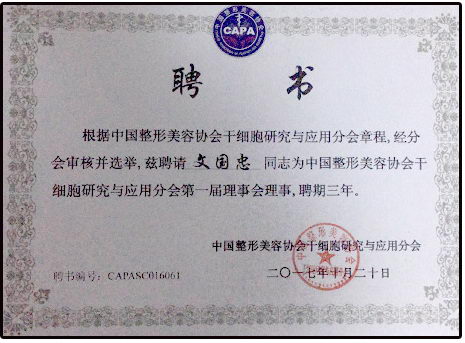 CAPA
聘 书
根据中国整形美容协会干细胞研究与应用分会章程,经分
会审核并选举,兹聘请 文国忠 同志为中国整形美容协会干
细胞研究与应用分会第一届理事会理事,聘期三年。
中国整形美容协会干细胞研究与应用分会
聘书编号:CAPASC016061
二〇一七年十月二十日